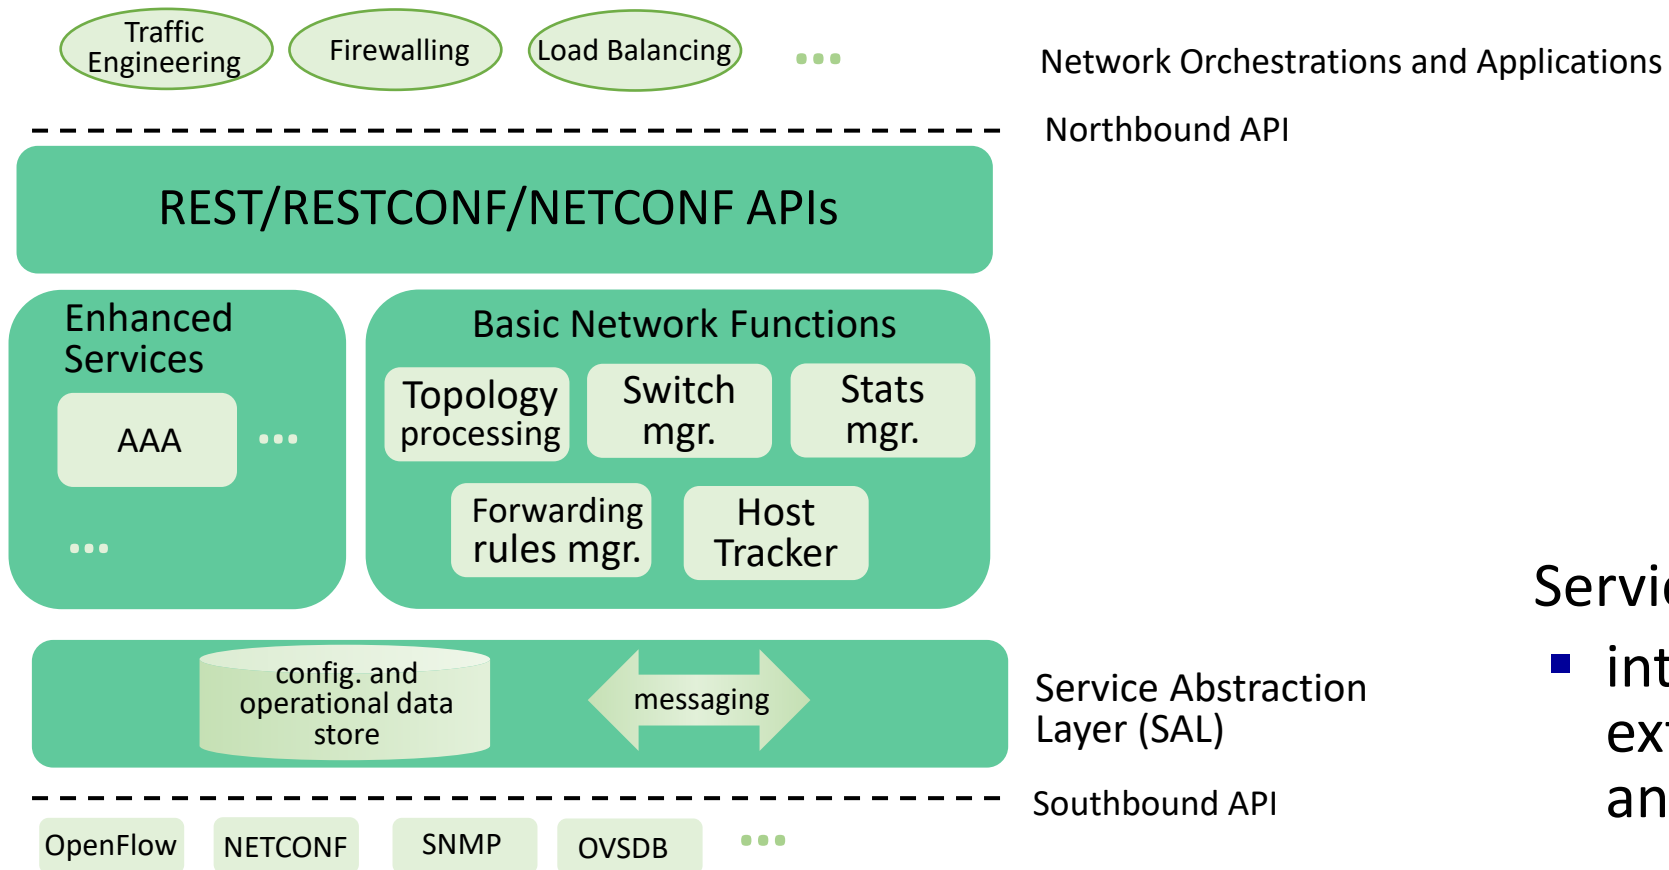 Traffic
Engineering
Firewalling
Load Balancing
...
Network Orchestrations and Applications
Northbound API
REST/RESTCONF/NETCONF APIs
Enhanced
Services
AAA
...
...
Basic Network Functions
Topology
processing
Switch
mgr.
Stats
mgr.
Forwarding
rules mgr.
Host
Tracker
config. and
operational data
store
messaging
Service Abstraction
Layer (SAL)
Southbound API
OpenFlow
NETCONF
SNMP
OVSDB
...